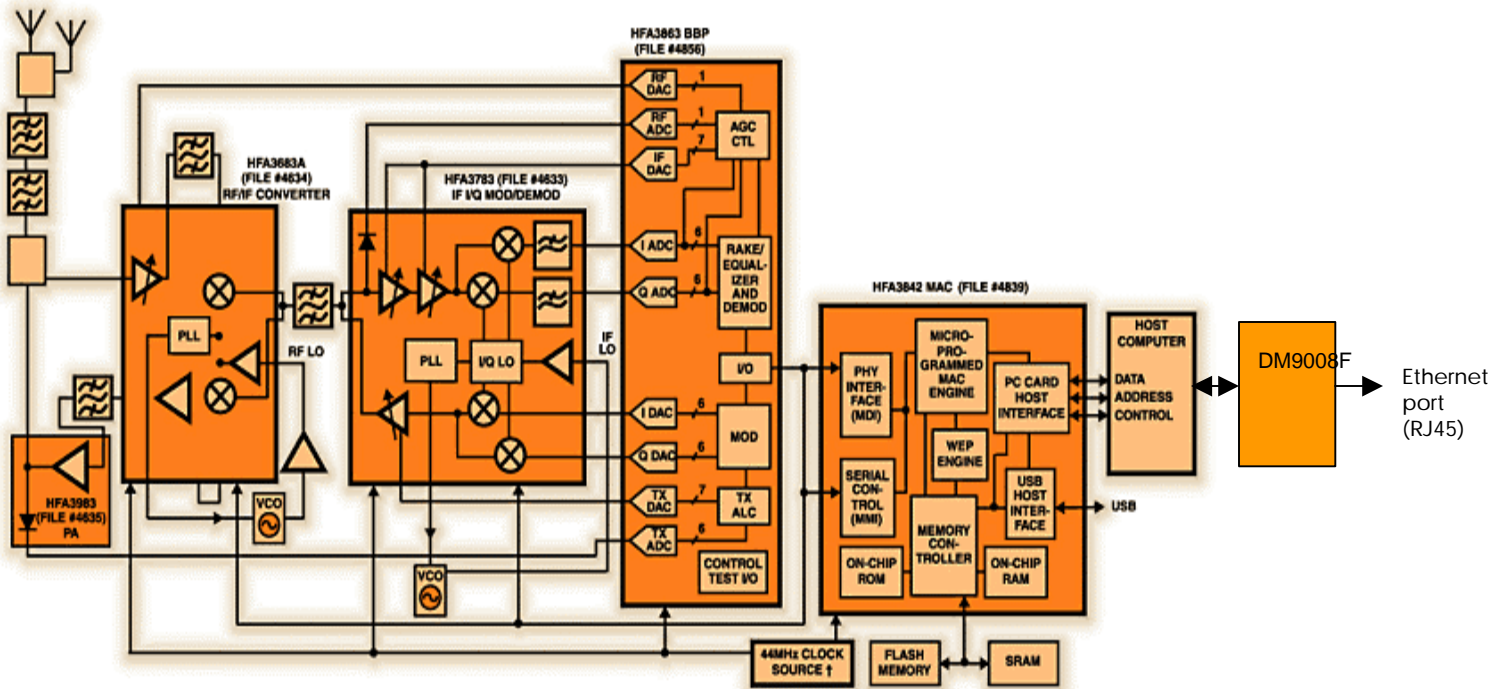 HFA3863 BBP
(FILE #4856)
RF
DAC
1
RF
ADC
1
IF
DAC
7
AGC
CTL
HFA3683A
(FILE #4634)
RF/IF CONVERTER
HFA3783 (FILE #4633)
IF I/Q MOD/DEMOD
I ADC
6
Q ADC
6
RAKE/
EQUAL-
IZER
AND
DEMOD
PLL
RF LO
PLL
I/Q LO
IF
LO
I/O
I DAC
6
Q DAC
6
MOD
TX
DAC
7
TX
ADC
6
TX
ALC
CONTROL
TEST I/O
HFA3983
(FILE #4635)
PA
VCO
VCO
HFA3842 MAC (FILE #4839)
PHY
INTER-
FACE
(MDI)
MICRO-
PRO-
GRAMMED
MAC
ENGINE
PC CARD
HOST
INTERFACE
WEP
ENGINE
SERIAL
CON-
TROL
(MMI)
USB
HOST
INTER-
FACE
MEMORY
CON-
TROLLER
ON-CHIP
ROM
ON-CHIP
RAM
DATA
ADDRESS
CONTROL
USB
HOST
COMPUTER
DM9008F
Ethernet
port
(RJ45)
44MHz CLOCK
SOURCE †
FLASH
MEMORY
SRAM